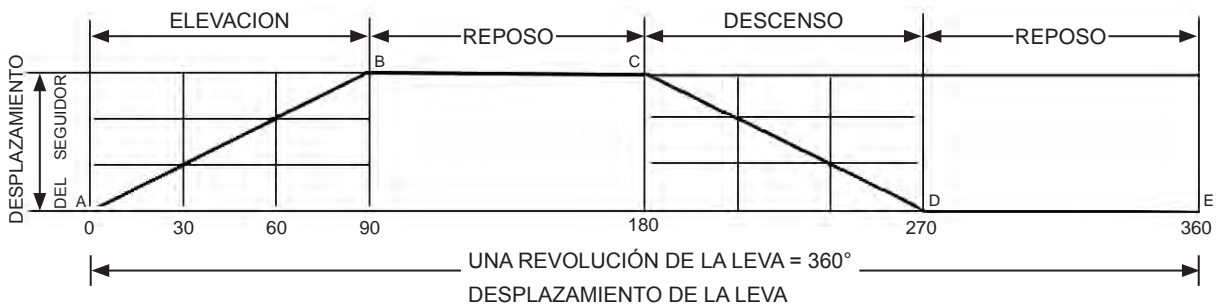 ELEVACION
DESCENSO
REPOSO
REPOSO
DESPLAZAMIENTO
DEL SEGUIDOR
A
B
C
D
E
0 30 60 90 180 270 360
UNA REVOLUCIÓN DE LA LEVA = 360°
DESPLAZAMIENTO DE LA LEVA